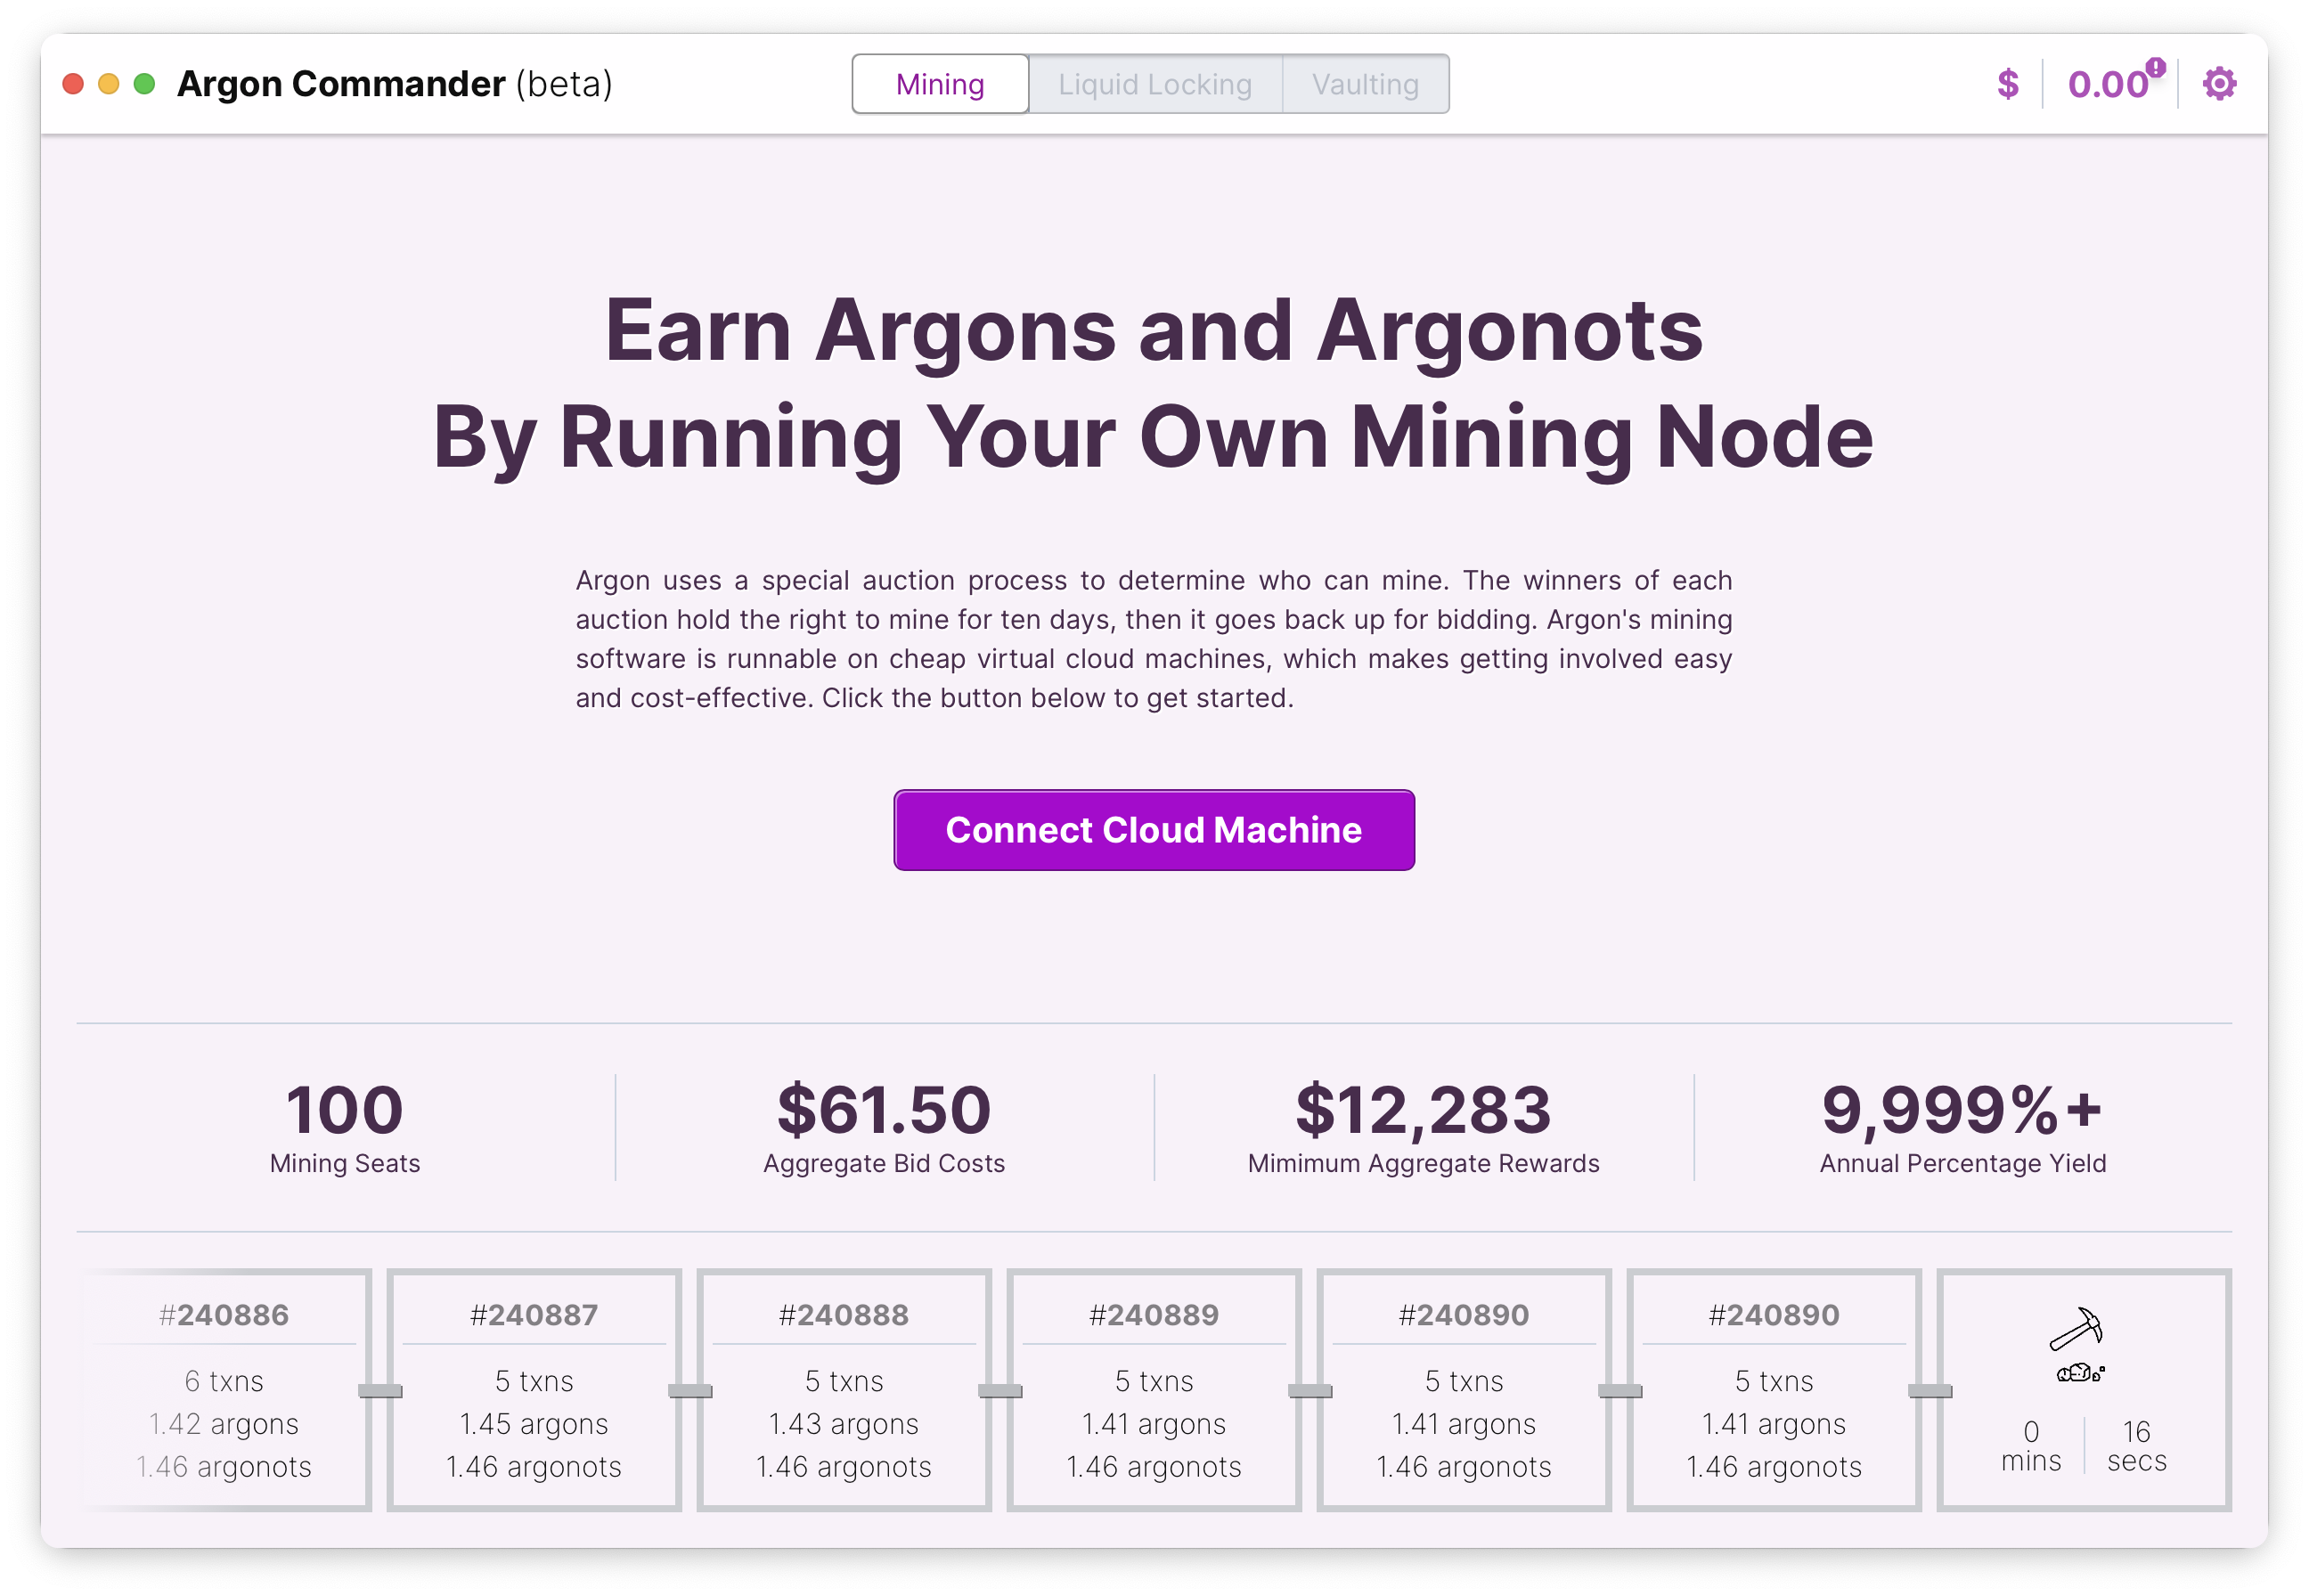 Argon Commander (beta)
Mining
Liquid Locking
Vaulting
$
0.00
Earn Argons and Argonots
By Running Your Own Mining Node
Argon uses a special auction process to determine who can mine. The winners of each
auction hold the right to mine for ten days, then it goes back up for bidding. Argon's mining
software is runnable on cheap virtual cloud machines, which makes getting involved easy
and cost-effective. Click the button below to get started.
Connect Cloud Machine
100
Mining Seats
$61.50
Aggregate Bid Costs
$12,283
Mimimum Aggregate Rewards
9,999%+
Annual Percentage Yield
#240886
6 txns
1.42 argons
1.46 argonots
#240887
5 txns
1.45 argons
1.46 argonots
#240888
5 txns
1.43 argons
1.46 argonots
#240889
5 txns
1.41 argons
1.46 argonots
#240890
5 txns
1.41 argons
1.46 argonots
#240890
5 txns
1.41 argons
1.46 argonots
0
mins
16
secs